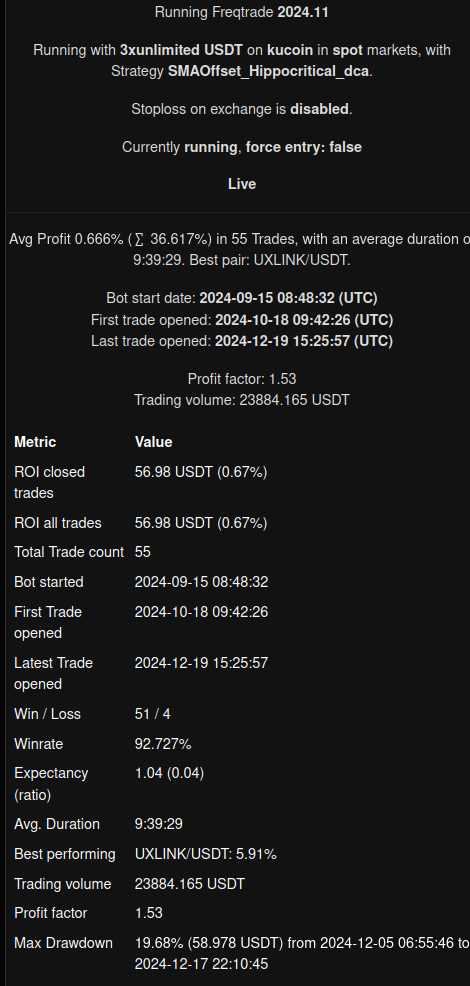 Running Freqtrade 2024.11
Running with 3xunlimited USDT on kucoin in spot markets, with
Strategy SMAOffset_Hippocritical_dca.
Stoploss on exchange is disabled.
Currently running, force entry: false
Live
Avg Profit 0.666% (∑ 36.617%) in 55 Trades, with an average duration o
9:39:29. Best pair: UXLINK/USDT.
Bot start date: 2024-09-15 08:48:32 (UTC)
First trade opened: 2024-10-18 09:42:26 (UTC)
Last trade opened: 2024-12-19 15:25:57 (UTC)
Profit factor: 1.53
Trading volume: 23884.165 USDT
Metric Value
ROI closed trades 56.98 USDT (0.67%)
ROI all trades 56.98 USDT (0.67%)
Total Trade count 55
Bot started 2024-09-15 08:48:32
First Trade opened 2024-10-18 09:42:26
Latest Trade opened 2024-12-19 15:25:57
Win / Loss 51 / 4
Winrate 92.727%
Expectancy (ratio) 1.04 (0.04)
Avg. Duration 9:39:29
Best performing UXLINK/USDT: 5.91%
Trading volume 23884.165 USDT
Profit factor 1.53
Max Drawdown 19.68% (58.978 USDT) from 2024-12-05 06:55:46 to
2024-12-17 22:10:45